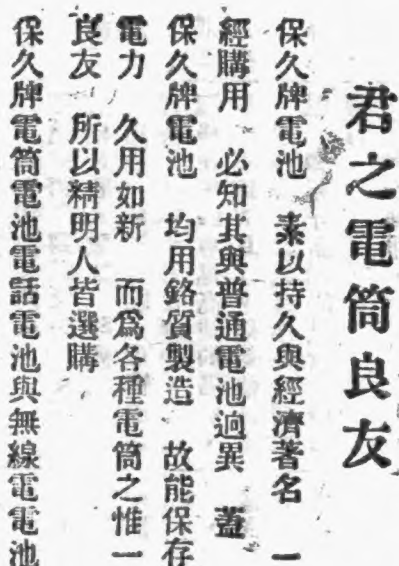 君之電筒良友
保久牌電池　素以持久與經濟著名　一
經購用　必知其與普通電池迥異　蓋
保久牌電池　均用鉻質製造　故能保存
電力　久用如新　而爲各種電筒之惟一
良友　所以精明人皆選購
保久牌電筒電池電話電池與無線電電池